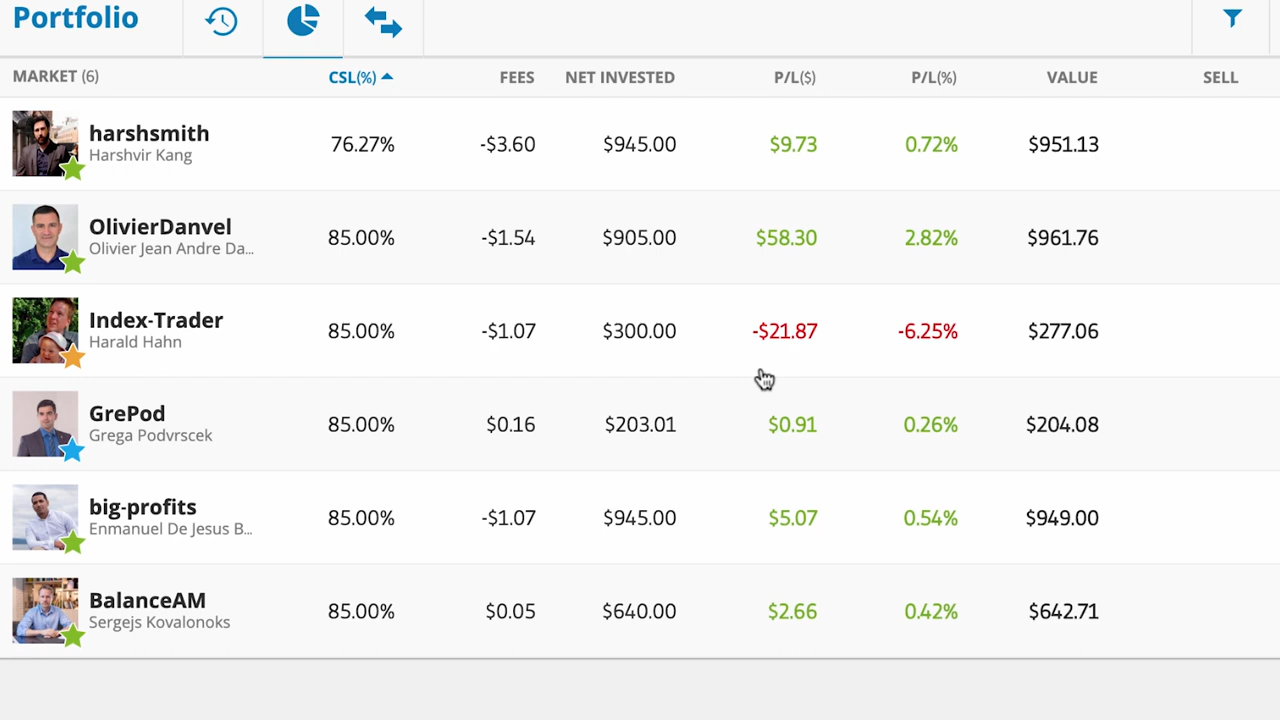 Portfolio
MARKET (6) CSL(%) FEES NET INVESTED P/L($) P/L(%) VALUE SELL
harshsmith
Harshvir Kang
76.27% -$3.60 $945.00 $9.73 0.72% $951.13
OlivierDanvel
Olivier Jean Andre Da...
85.00% -$1.54 $905.00 $58.30 2.82% $961.76
Index-Trader
Harald Hahn
85.00% -$1.07 $300.00 -$21.87 -6.25% $277.06
GrePod
Grega Podvrscek
85.00% $0.16 $203.01 $0.91 0.26% $204.08
big-profits
Enmanuel De Jesus B...
85.00% -$1.07 $945.00 $5.07 0.54% $949.00
BalanceAM
Sergejs Kovalonoks
85.00% $0.05 $640.00 $2.66 0.42% $642.71